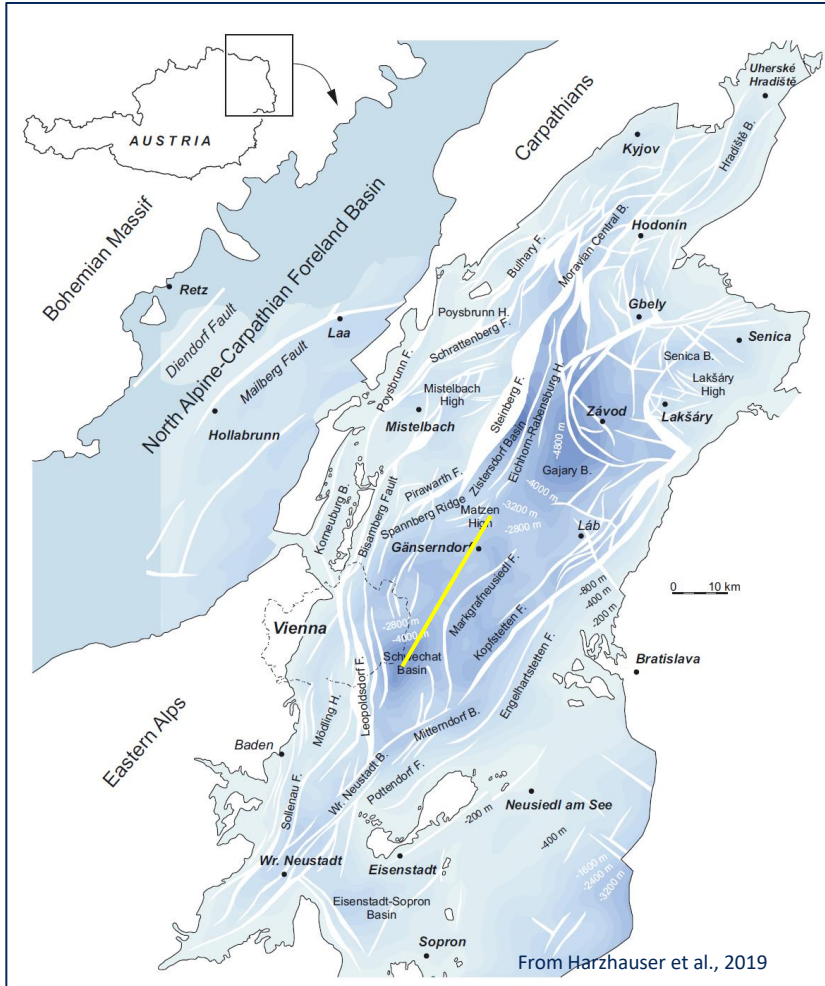 AUSTRIA
Bohemian Massif
North Alpine-Carpathian Foreland Basin
Carpathians
Eastern Alps
Uherské
Hradiště
Kyjov
Hradiště B.
Hodonín
Moravian Central B.
Bulhary F.
Retz
Diendorf Fault
Laa
Mailberg Fault
Hollabrunn
Poysbrunn H.
Schrattenberg F.
Poysbrunn F.
Mistelbach
High
Mistelbach
Gbely
Senica
Senica B.
Lakšáry
High
Lakšáry
Závod
Steinberg F.
Zistersdorf Basin
Eichhorn-Rabensburg H.
-4800 m
Gajary B.
-4000 m
Korneuburg B.
Bisamberg Fault
Pirawarth F.
Spannberg Ridge
Matzen
High
-3200 m
-2800 m
Gänserndorf
Láb
Markgrafneusiedl F.
Kopfstetten F.
-800 m
-400 m
-200 m
0 10 km
Vienna
-2800 m
-4000 m
Schwechat
Basin
Leopoldsdorf F.
Engelhartstetten F.
Bratislava
Mödling H.
Mitterndorf B.
Baden
Sollenau F.
Wr. Neustadt B.
Pottendorf F.
-200 m
Neusiedl am See
-400 m
Wr. Neustadt
Eisenstadt
-1600 m
-2400 m
-3200 m
Eisenstadt-Sopron
Basin
Sopron
From Harzhauser et al., 2019